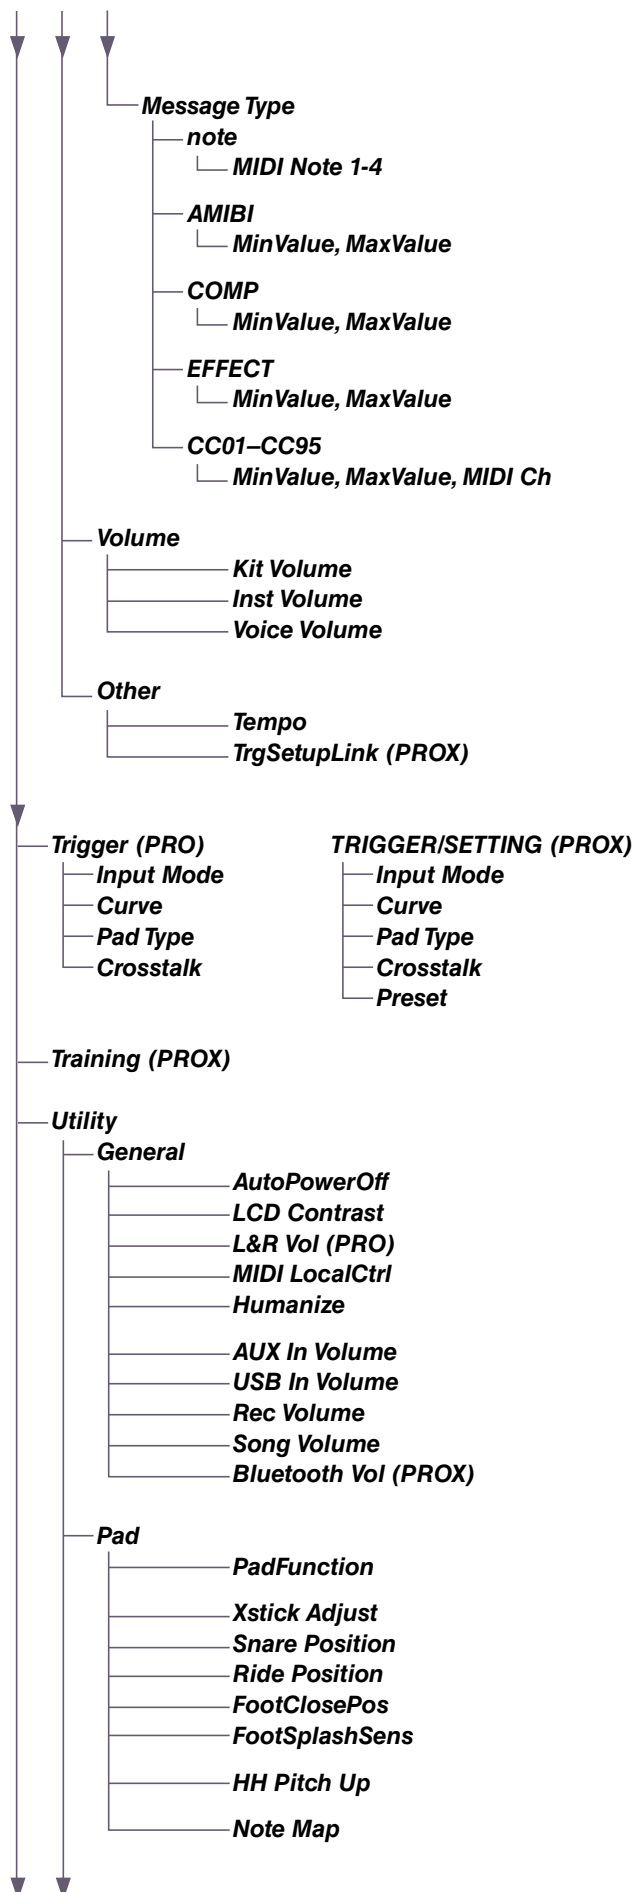 Message Type
note
MIDI Note 1-4
AMIBI
MinValue, MaxValue
COMP
MinValue, MaxValue
EFFECT
MinValue, MaxValue
CC01–CC95
MinValue, MaxValue, MIDI Ch
Volume
Kit Volume
Inst Volume
Voice Volume
Other
Tempo
TrgSetupLink (PROX)
Trigger (PRO)
Input Mode
Curve
Pad Type
Crosstalk
TRIGGER/SETTING (PROX)
Input Mode
Curve
Pad Type
Crosstalk
Preset
Training (PROX)
Utility
General
AutoPowerOff
LCD Contrast
L&R Vol (PRO)
MIDI LocalCtrl
Humanize
AUX In Volume
USB In Volume
Rec Volume
Song Volume
Bluetooth Vol (PROX)
Pad
PadFunction
Xstick Adjust
Snare Position
Ride Position
FootClosePos
FootSplashSens
HH Pitch Up
Note Map